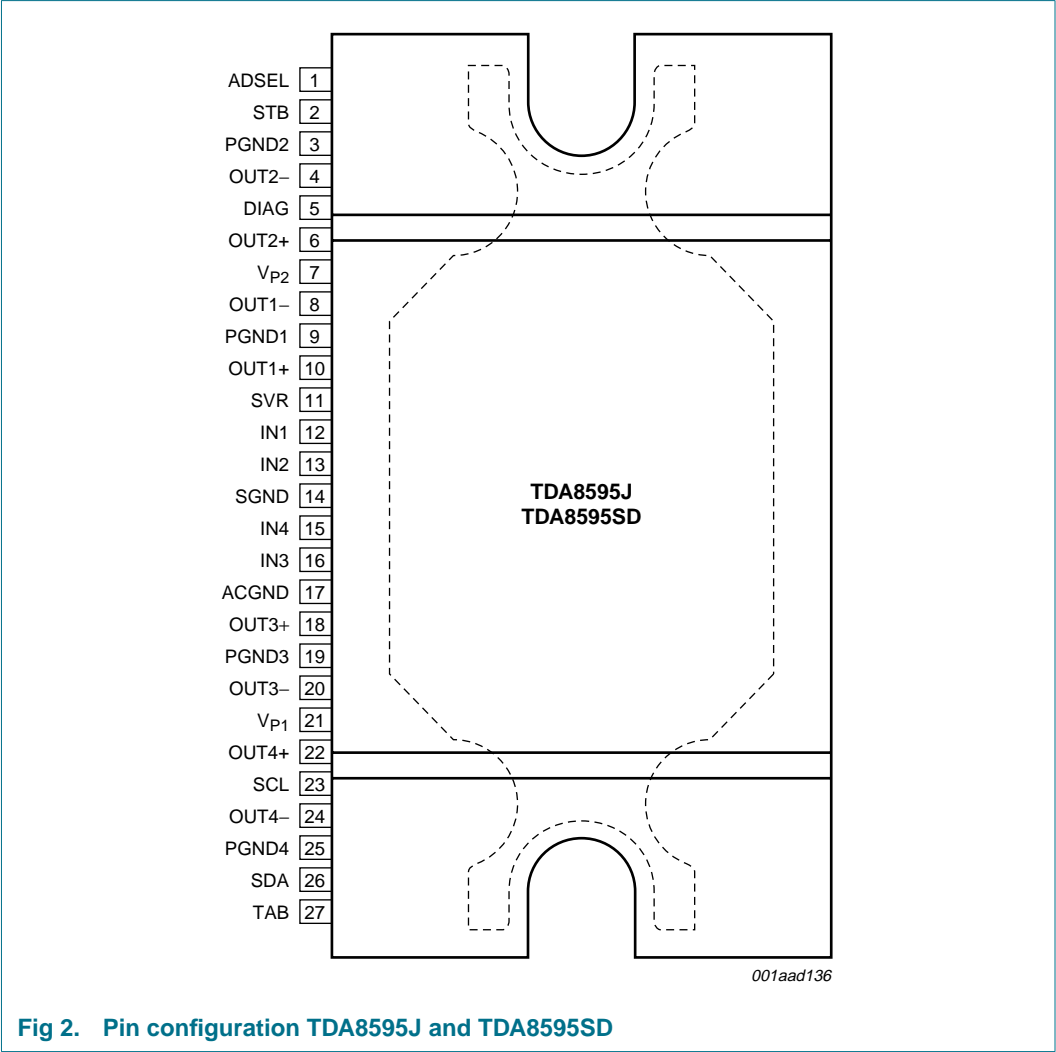 ADSEL 1
STB 2
PGND2 3
OUT2− 4
DIAG 5
OUT2+ 6
VP2 7
OUT1− 8
PGND1 9
OUT1+ 10
SVR 11
IN1 12
IN2 13
SGND 14
IN4 15
IN3 16
ACGND 17
OUT3+ 18
PGND3 19
OUT3− 20
VP1 21
OUT4+ 22
SCL 23
OUT4− 24
PGND4 25
SDA 26
TAB 27
TDA8595J
TDA8595SD
001aad136
Fig 2. Pin configuration TDA8595J and TDA8595SD